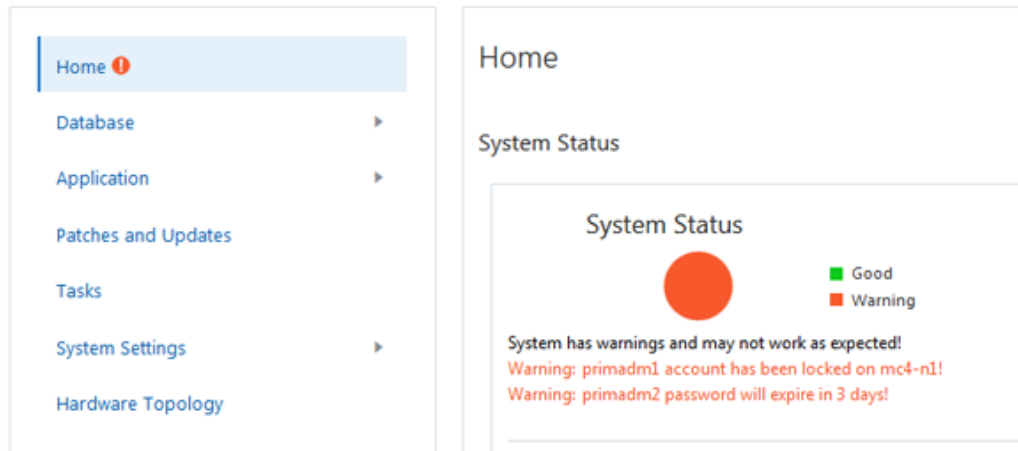 Home
Database
Application
Patches and Updates
Tasks
System Settings
Hardware Topology
Home
System Status
System Status
Good
Warning
System has warnings and may not work as expected!
Warning: primadm1 account has been locked on mc4-n1!
Warning: primadm2 password will expire in 3 days!